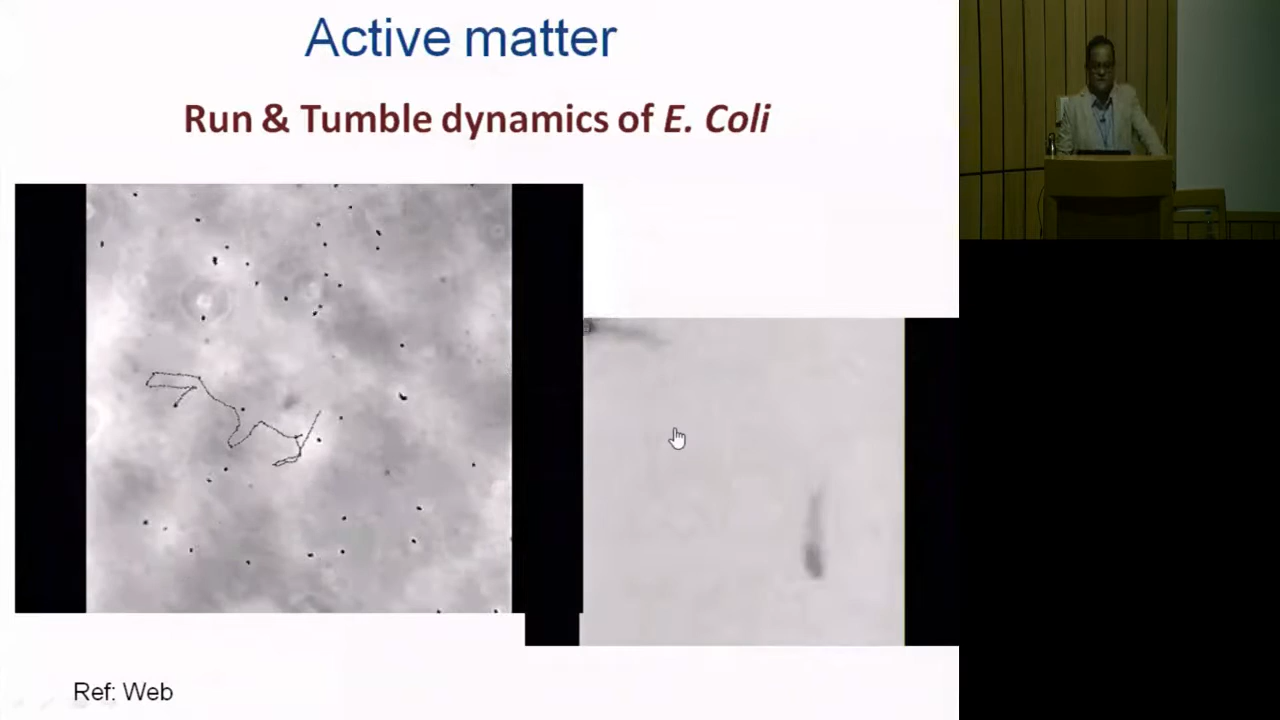 Active matter
Run & Tumble dynamics of E. Coli
Ref: Web